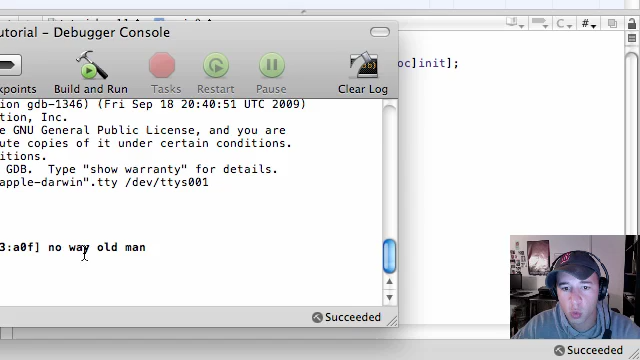 utorial - Debugger Console
ckpoints
Build and Run
Tasks
Restart
Pause
Clear Log
oc]init];
ion gdb-1346) (Fri Sep 18 20:40:51 UTC 2009)
tion, Inc.
e GNU General Public License, and you are
ute copies of it under certain conditions.
ditions.
GDB. Type "show warranty" for details.
apple-darwin".tty /dev/ttys001
3:a0f] no way old man
Succeeded
Succeeded